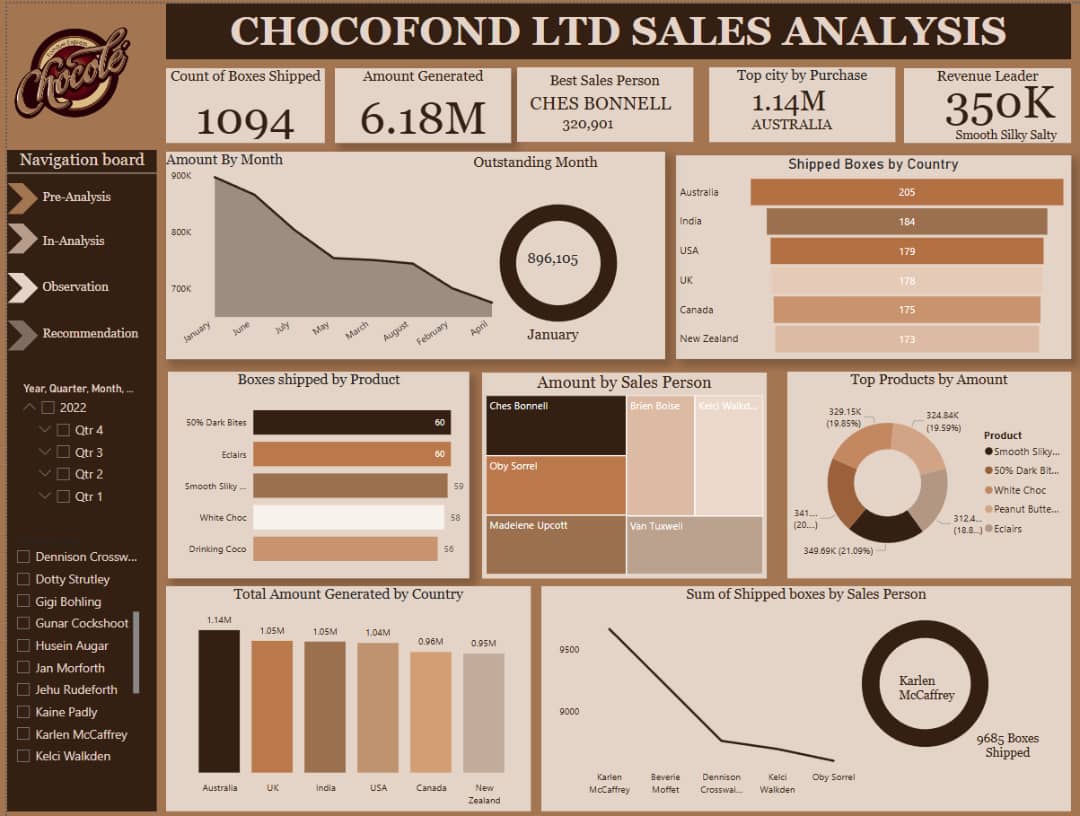 CHOCOFOND LTD SALES ANALYSIS
Chocolé
Count of Boxes Shipped
1094
Amount Generated
6.18M
Best Sales Person
CHES BONNELL
320,901
Top city by Purchase
1.14M
AUSTRALIA
Revenue Leader
350K
Smooth Silky Salty
Navigation board
Pre-Analysis
In-Analysis
Observation
Recommendation
Year, Quarter, Month, ...
2022
Qtr 4
Qtr 3
Qtr 2
Qtr 1
Dennison Crossw...
Dotty Strutley
Gigi Bohling
Gunar Cockshoot
Husein Augar
Jan Morforth
Jehu Rudeforth
Kaine Padly
Karlen McCaffrey
Kelci Walkden
Amount By Month
900K
800K
700K
January
June
July
May
March
August
February
April
Outstanding Month
896,105
January
Shipped Boxes by Country
Australia 205
India 184
USA 179
UK 178
Canada 175
New Zealand 173
Boxes shipped by Product
50% Dark Bites 60
Eclairs 60
Smooth Sliky ... 59
White Choc 58
Drinking Coco 56
Amount by Sales Person
Ches Bonnell
Brien Boise
Kelci Walkd...
Oby Sorrel
Madelene Upcott
Van Tuxwell
Top Products by Amount
329.15K
(19.85%)
324.84K
(19.59%)
341....
(20....)
312.4...
(18.8...)
349.69K (21.09%)
Product
Smooth Sliky...
50% Dark Bit...
White Choc
Peanut Butte...
Eclairs
Total Amount Generated by Country
1.14M
1.05M
1.05M
1.04M
0.96M
0.95M
Australia
UK
India
USA
Canada
New
Zealand
Sum of Shipped boxes by Sales Person
9500
9000
Karlen
McCaffrey
Beverie
Moffet
Dennison
Crosswai...
Kelci
Walkden
Oby Sorrel
Karlen
McCaffrey
9685 Boxes
Shipped